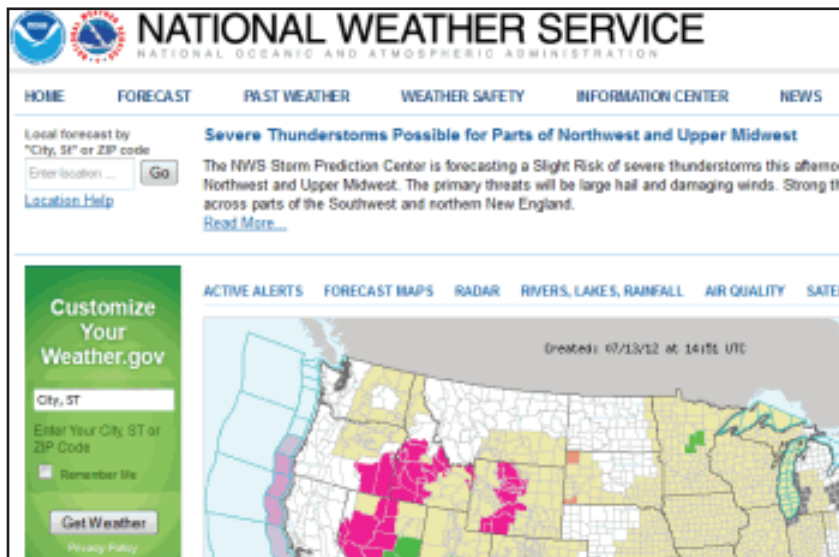 NATIONAL WEATHER SERVICE
NATIONAL OCEANIC AND ATMOSPHERIC ADMINISTRATION
HOME FORECAST PAST WEATHER WEATHER SAFETY INFORMATION CENTER NEWS
Local forecast by
"City, St" or ZIP code
Enter location ... Go
Location Help
Severe Thunderstorms Possible for Parts of Northwest and Upper Midwest
The NWS Storm Prediction Center is forecasting a Slight Risk of severe thunderstorms this afterno
Northwest and Upper Midwest. The primary threats will be large hail and damaging winds. Strong th
across parts of the Southwest and northern New England.
Read More...
ACTIVE ALERTS FORECAST MAPS RADAR RIVERS, LAKES, RAINFALL AIR QUALITY SATE
Customize
Your
Weather.gov
City, ST
Enter Your City, ST or
ZIP Code
Remember Me
Get Weather
Privacy Policy
Created: 07/13/12 at 14:51 UTC